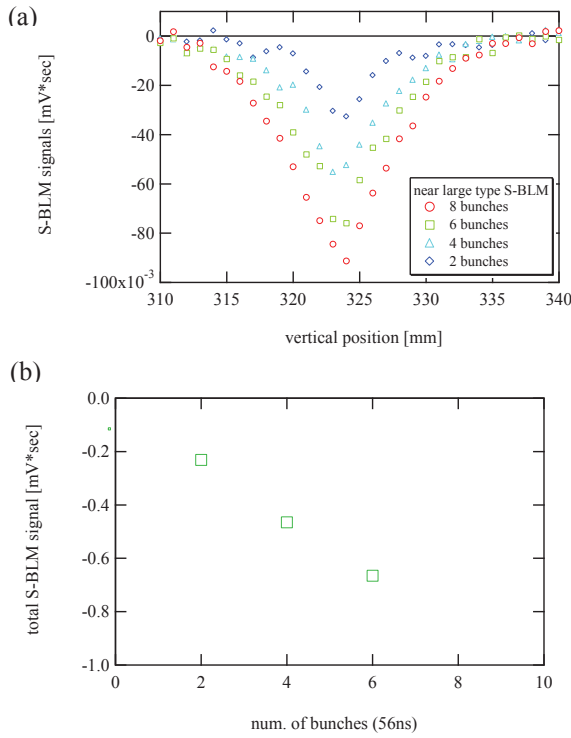 (a)
0
-20
-40
-60
-80
-100x10-3
S-BLM signals [mV*sec]
near large type S-BLM
8 bunches
6 bunches
4 bunches
2 bunches
310 315 320 325 330 335 340
vertical position [mm]
(b)
0.0
-0.2
-0.4
-0.6
-0.8
-1.0
total S-BLM signal [mV*sec]
0 2 4 6 8 10
num. of bunches (56ns)